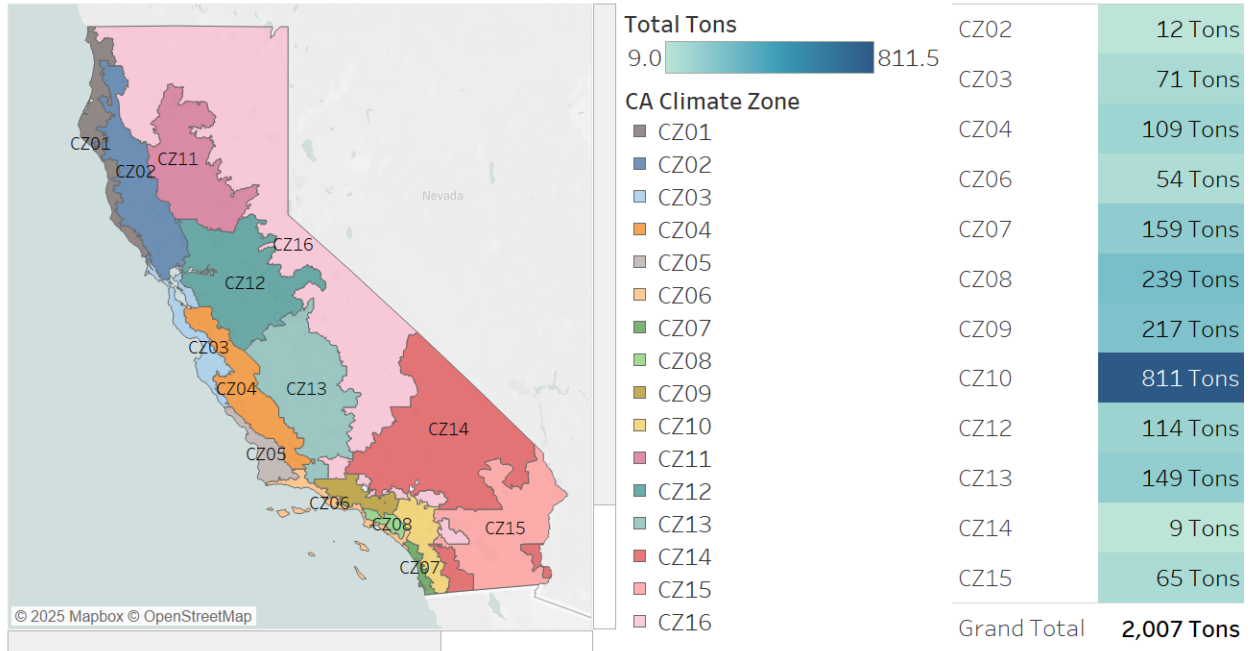 CZ01
CZ02
CZ11
Nevada
CZ16
CZ12
CZ03
CZ04
CZ13
CZ14
CZ05
CZ06
CZ08
CZ15
CZ07
© 2025 Mapbox © OpenStreetMap
Total Tons
9.0 811.5
CA Climate Zone
CZ01
CZ02
CZ03
CZ04
CZ05
CZ06
CZ07
CZ08
CZ09
CZ10
CZ11
CZ12
CZ13
CZ14
CZ15
CZ16
CZ02 12 Tons
CZ03 71 Tons
CZ04 109 Tons
CZ06 54 Tons
CZ07 159 Tons
CZ08 239 Tons
CZ09 217 Tons
CZ10 811 Tons
CZ12 114 Tons
CZ13 149 Tons
CZ14 9 Tons
CZ15 65 Tons
Grand Total 2,007 Tons